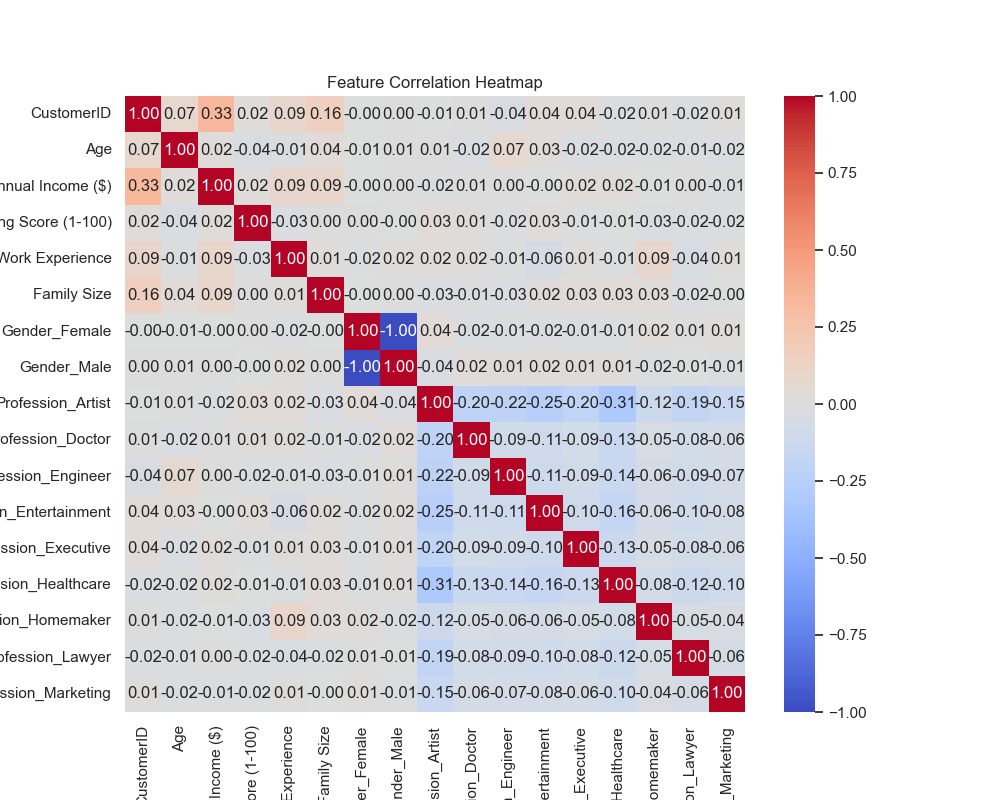 Feature Correlation Heatmap
CustomerID 1.00 0.07 0.33 0.02 0.09 0.16 -0.00 0.00 -0.01 0.01 -0.04 0.04 0.04 -0.02 0.01 -0.02 0.01
Age 0.07 1.00 0.02 -0.04 -0.01 0.04 -0.01 0.01 0.01 -0.02 0.07 0.03 -0.02 -0.02 -0.02 -0.01 -0.02
nnual Income ($) 0.33 0.02 1.00 0.02 0.09 0.09 -0.00 0.00 -0.02 0.01 0.00 -0.00 0.02 0.02 -0.01 0.00 -0.01
ng Score (1-100) 0.02 -0.04 0.02 1.00 -0.03 0.00 0.00 -0.00 0.03 0.01 -0.02 0.03 -0.01 -0.01 -0.03 -0.02 -0.02
Work Experience 0.09 -0.01 0.09 -0.03 1.00 0.01 -0.02 0.02 0.02 0.02 -0.01 -0.06 0.01 -0.01 0.09 -0.04 0.01
Family Size 0.16 0.04 0.09 0.00 0.01 1.00 -0.00 0.00 -0.03 -0.01 -0.03 0.02 0.03 0.03 0.03 -0.02 -0.00
Gender_Female -0.00 -0.01 -0.00 0.00 -0.02 -0.00 1.00 -1.00 0.04 -0.02 -0.01 -0.02 -0.01 -0.01 0.02 0.01 0.01
Gender_Male 0.00 0.01 0.00 -0.00 0.02 0.00 -1.00 1.00 -0.04 0.02 0.01 0.02 0.01 0.01 -0.02 -0.01 -0.01
Profession_Artist -0.01 0.01 -0.02 0.03 0.02 -0.03 0.04 -0.04 1.00 -0.20 -0.22 -0.25 -0.20 -0.31 -0.12 -0.19 -0.15
ofession_Doctor 0.01 -0.02 0.01 0.01 0.02 -0.01 -0.02 0.02 -0.20 1.00 -0.09 -0.11 -0.09 -0.13 -0.05 -0.08 -0.06
ession_Engineer -0.04 0.07 0.00 -0.02 -0.01 -0.03 -0.01 0.01 -0.22 -0.09 1.00 -0.11 -0.09 -0.14 -0.06 -0.09 -0.07
n_Entertainment 0.04 0.03 -0.00 0.03 -0.06 0.02 -0.02 0.02 -0.25 -0.11 -0.11 1.00 -0.10 -0.16 -0.06 -0.10 -0.08
ssion_Executive 0.04 -0.02 0.02 -0.01 0.01 0.03 -0.01 0.01 -0.20 -0.09 -0.09 -0.10 1.00 -0.13 -0.05 -0.08 -0.06
sion_Healthcare -0.02 -0.02 0.02 -0.01 -0.01 0.03 -0.01 0.01 -0.31 -0.13 -0.14 -0.16 -0.13 1.00 -0.08 -0.12 -0.10
ion_Homemaker 0.01 -0.02 -0.01 -0.03 0.09 0.03 0.02 -0.02 -0.12 -0.05 -0.06 -0.06 -0.05 -0.08 1.00 -0.05 -0.04
ofession_Lawyer -0.02 -0.01 0.00 -0.02 -0.04 -0.02 0.01 -0.01 -0.19 -0.08 -0.09 -0.10 -0.08 -0.12 -0.05 1.00 -0.06
ssion_Marketing 0.01 -0.02 -0.01 -0.02 0.01 -0.00 0.01 -0.01 -0.15 -0.06 -0.07 -0.08 -0.06 -0.10 -0.04 -0.06 1.00
CustomerID
Age
Income ($)
ore (1-100)
Experience
Family Size
er_Female
nder_Male
sion_Artist
ion_Doctor
n_Engineer
ertainment
_Executive
Healthcare
omemaker
on_Lawyer
_Marketing
1.00
0.75
0.50
0.25
0.00
−0.25
−0.50
−0.75
−1.00